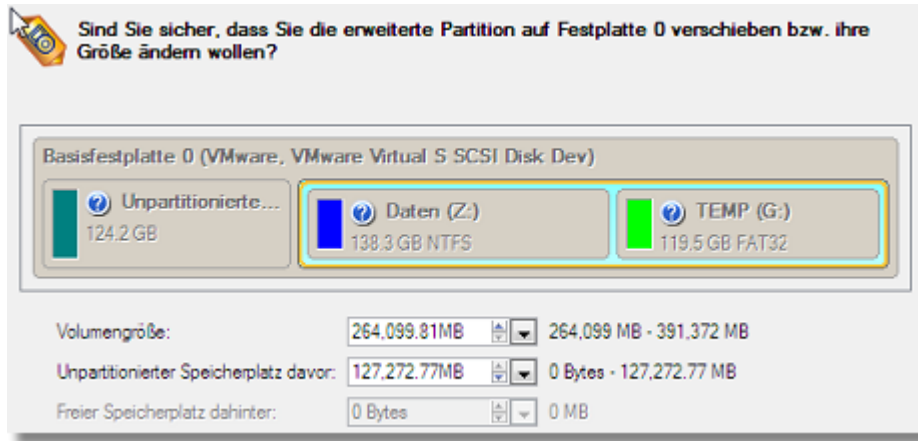 Sind Sie sicher, dass Sie die erweiterte Partition auf Festplatte 0 verschieben bzw. ihre
Größe ändern wollen?
Basisfestplatte 0 (VMware, VMware Virtual S SCSI Disk Dev)
Unpartitionierte...
124.2 GB
Daten (Z:)
138.3 GB NTFS
TEMP (G:)
119.5 GB FAT32
Volumengröße: 264,099.81MB 264,099 MB - 391,372 MB
Unpartitionierter Speicherplatz davor: 127,272.77MB 0 Bytes - 127,272.77 MB
Freier Speicherplatz dahinter: 0 Bytes 0 MB